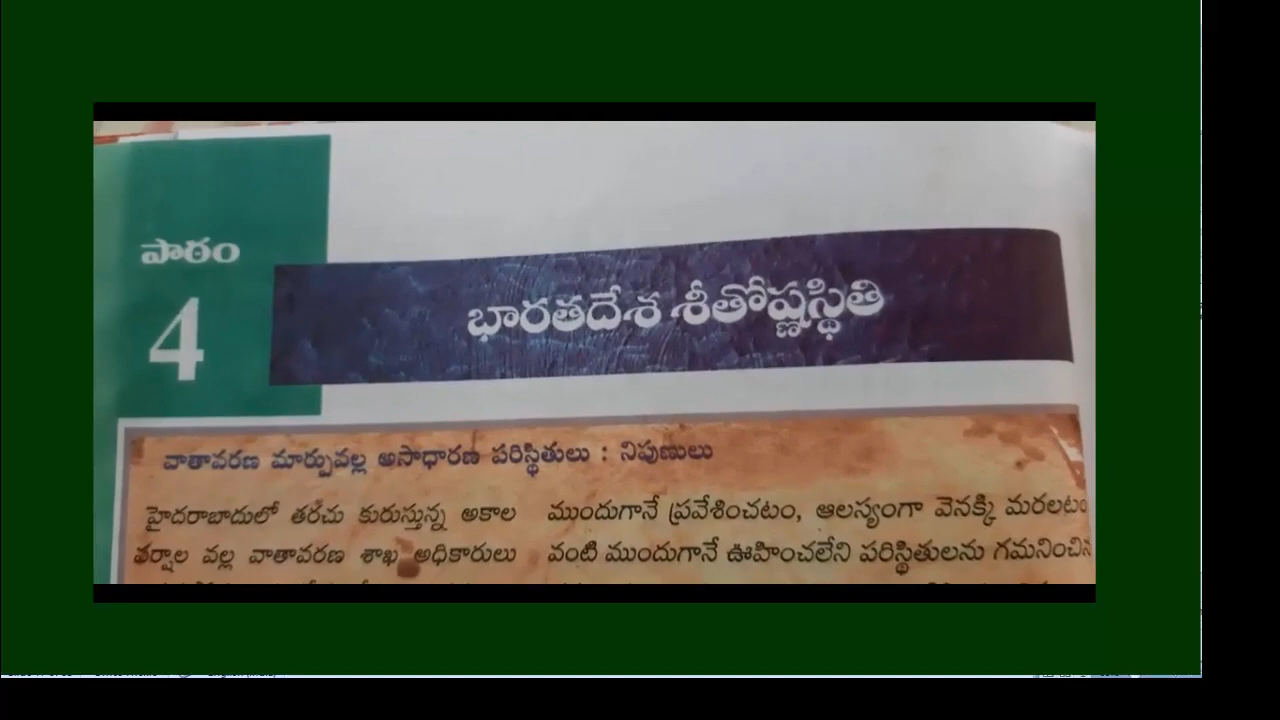 పాఠం
4
భారతదేశ శీతోష్ణస్థితి
వాతావరణ మార్పువల్ల అసాధారణ పరిస్థితులు : నిపుణులు
హైదరాబాదులో తరచు కురుస్తున్న అకాల
వర్షాల వల్ల వాతావరణ శాఖ అధికారులు
ముందుగానే ప్రవేశించటం, ఆలస్యంగా వెనక్కి మరలటం
వంటి ముందుగానే ఊహించలేని పరిస్థితులను గమనించిన